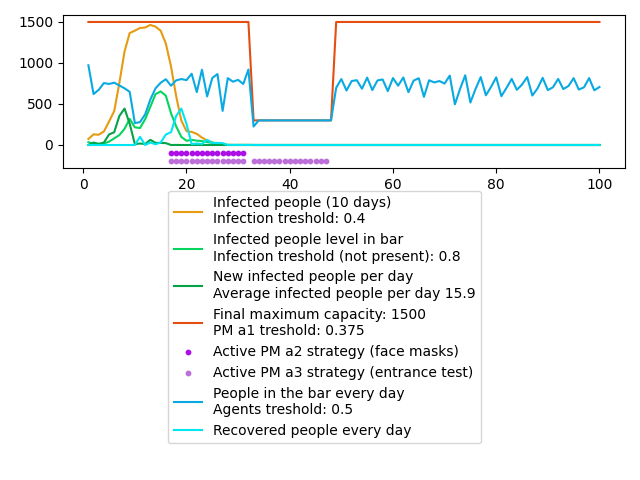 1500
1000
500
0
0 20 40 60 80 100
Infected people (10 days)
Infection treshold: 0.4
Infected people level in bar
Infection treshold (not present): 0.8
New infected people per day
Average infected people per day 15.9
Final maximum capacity: 1500
PM a1 treshold: 0.375
Active PM a2 strategy (face masks)
Active PM a3 strategy (entrance test)
People in the bar every day
Agents treshold: 0.5
Recovered people every day